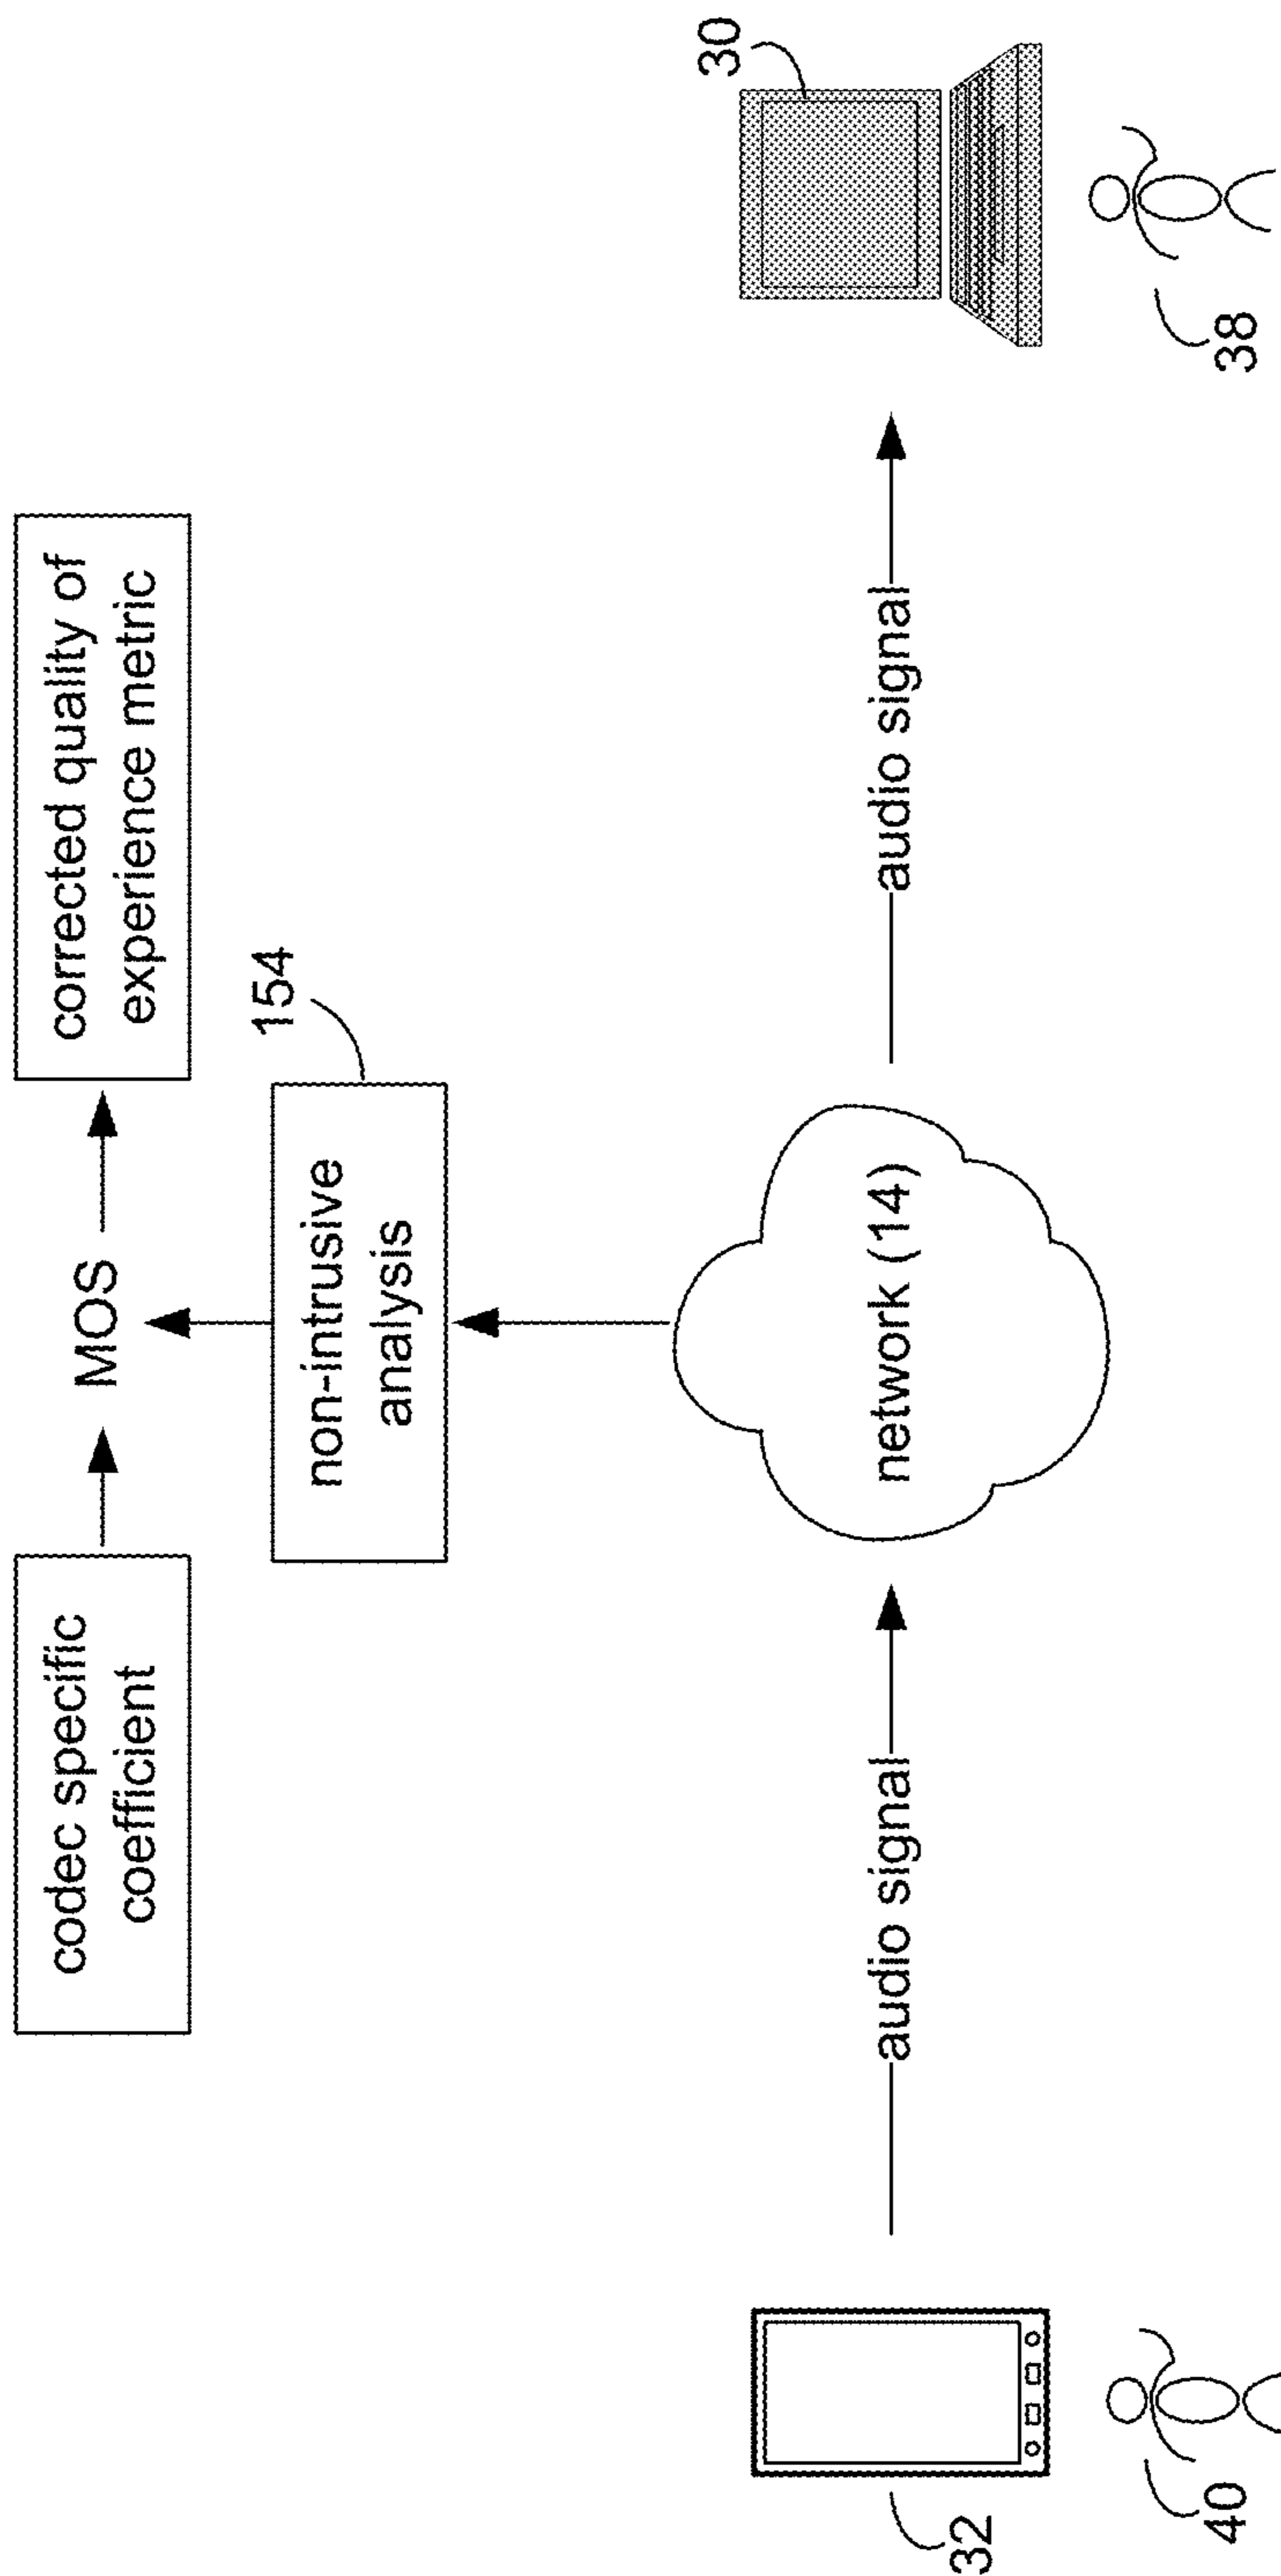 codec specific
coefficient
MOS
corrected quality of
experience metric
non-intrusive
analysis
154
32
audio signal
network (14)
audio signal
30
40
38